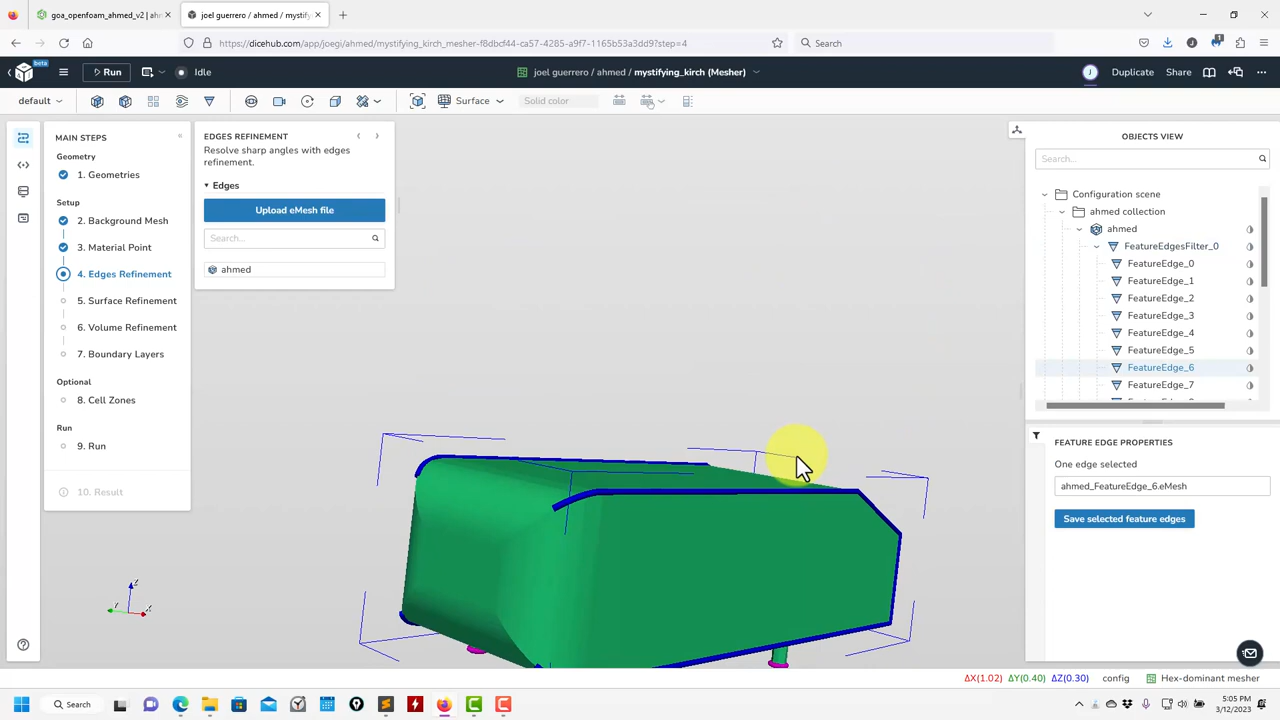 goa_openfoam_ahmed_v2 | ahm
joel guerrero / ahmed / mystify
https://dicehub.com/app/joegi/ahmed/mystifying_kirch_mesher-f8dbcf44-ca57-4285-a9f7-1165b53a3dd9?step=4
Search
beta
Run
Idle
joel guerrero / ahmed / mystifying_kirch (Mesher)
J
Duplicate
Share
default
Surface
Solid color
MAIN STEPS
Geometry
1. Geometries
Setup
2. Background Mesh
3. Material Point
4. Edges Refinement
5. Surface Refinement
6. Volume Refinement
7. Boundary Layers
Optional
8. Cell Zones
Run
9. Run
10. Result
EDGES REFINEMENT
Resolve sharp angles with edges
refinement.
Edges
Upload eMesh file
Search...
ahmed
OBJECTS VIEW
Search...
Configuration scene
ahmed collection
ahmed
FeatureEdgesFilter_0
FeatureEdge_0
FeatureEdge_1
FeatureEdge_2
FeatureEdge_3
FeatureEdge_4
FeatureEdge_5
FeatureEdge_6
FeatureEdge_7
FEATURE EDGE PROPERTIES
One edge selected
ahmed_FeatureEdge_6.eMesh
Save selected feature edges
Z
ΔX(1.02) ΔY(0.40) ΔZ(0.30) config Hex-dominant mesher
Search
5:05 PM
3/12/2023